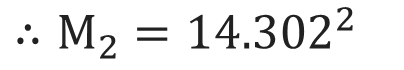 ∴ M₂ = 14.302²